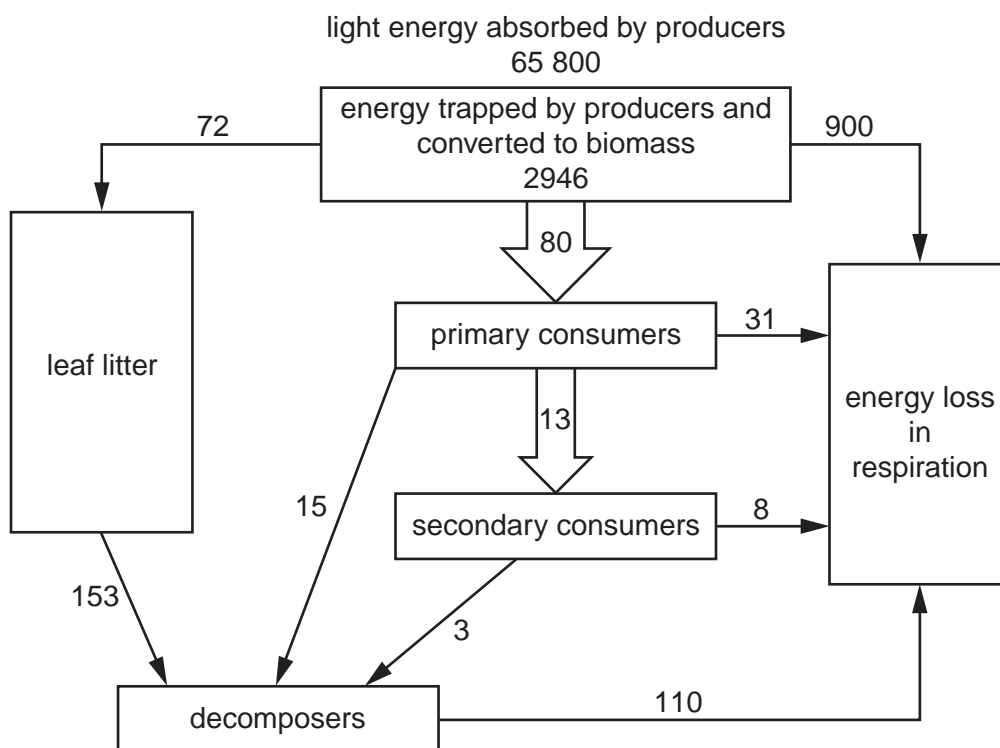 light energy absorbed by producers
65 800
energy trapped by producers and
converted to biomass
2946
72
900
80
primary consumers
31
leaf litter
13
energy loss
in
respiration
15
secondary consumers
8
153
3
decomposers
110